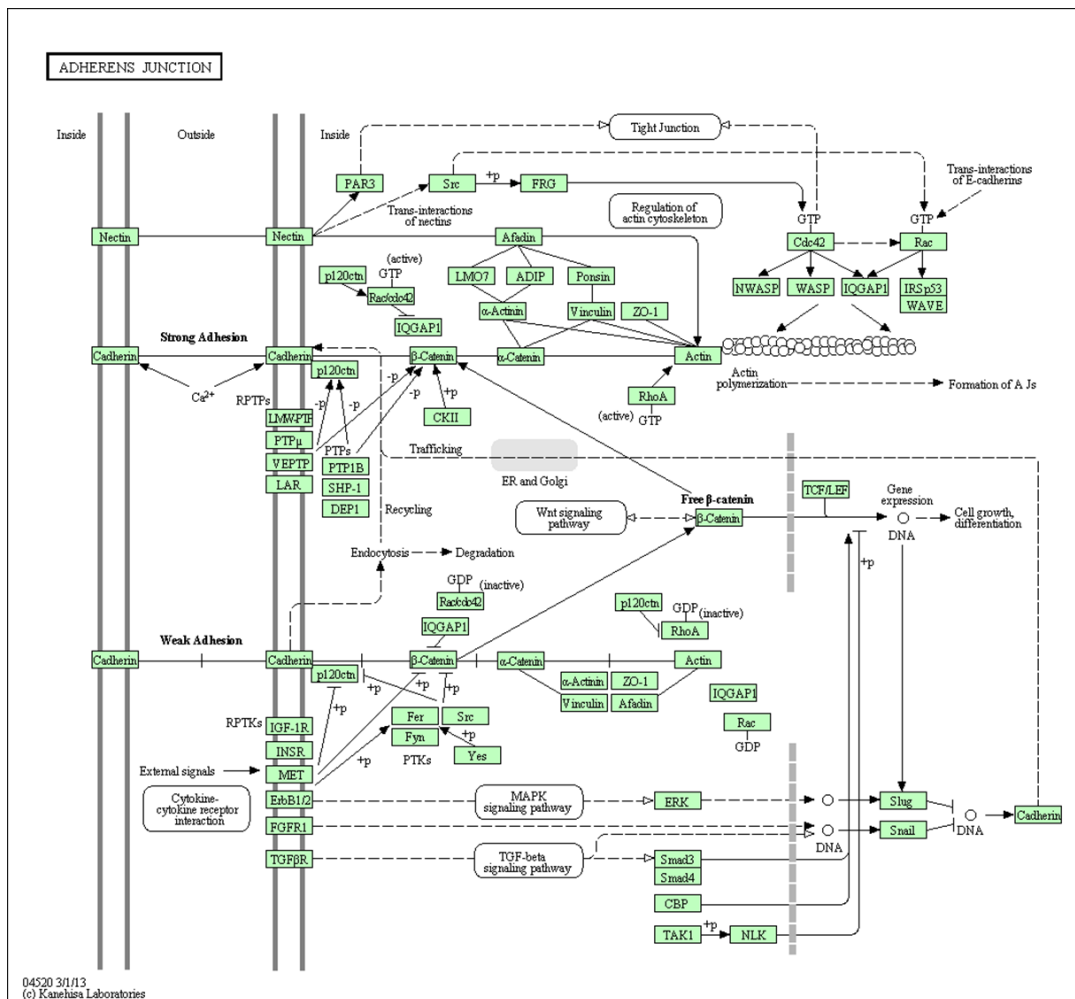 ADHERENS JUNCTION
Inside
Outside
Inside
Tight Junction
PAR3
Src
+p
FRG
Trans-interactions
of E-cadherins
Trans-interactions
of nectins
Regulation of
actin cytoskeleton
GTP
GTP
Nectin
Nectin
Afadin
Cdc42
Rac
(active)
GTP
p120ctn
Rac/cdc42
IQGAP1
LMO7
ADIP
Ponsin
α-Actinin
Vinculin
ZO-1
NWASP
WASP
IQGAP1
IRSp53
WAVE
Strong Adhesion
Cadherin
Cadherin
p120ctn
β-Catenin
α-Catenin
Actin
Ca2+
Actin
polymerization
Formation of A Js
RPTPs
-p
-p
-p
-p
+p
CKII
RhoA
(active)
GTP
LMWPTP
PTPμ
VEPTP
LAR
PTPs
PTP1B
SHP-1
DEP1
Trafficking
ER and Golgi
Recycling
Wnt signaling
pathway
Free β-catenin
β-Catenin
TCF/LEF
Gene
expression
DNA
Cell growth,
differentiation
Endocytosis
Degradation
+p
GDP
(inactive)
Rac/cdc42
IQGAP1
p120ctn
GDP
(inactive)
RhoA
Weak Adhesion
Cadherin
Cadherin
p120ctn
β-Catenin
α-Catenin
Actin
α-Actinin
ZO-1
Vinculin
Afadin
IQGAP1
Rac
GDP
+p
+p
+p
+p
+p
+p
RPTKs
IGF-1R
INSR
MET
ErbB1/2
FGFR1
TGFβR
Fer
Src
Fyn
Yes
PTKs
External signals
Cytokine-
cytokine receptor
interaction
MAPK
signaling pathway
ERK
TGF-beta
signaling pathway
Smad3
Smad4
CBP
TAK1
+p
NLK
DNA
Slug
Snail
DNA
Cadherin
04520 3/1/13
(c) Kanehisa Laboratories